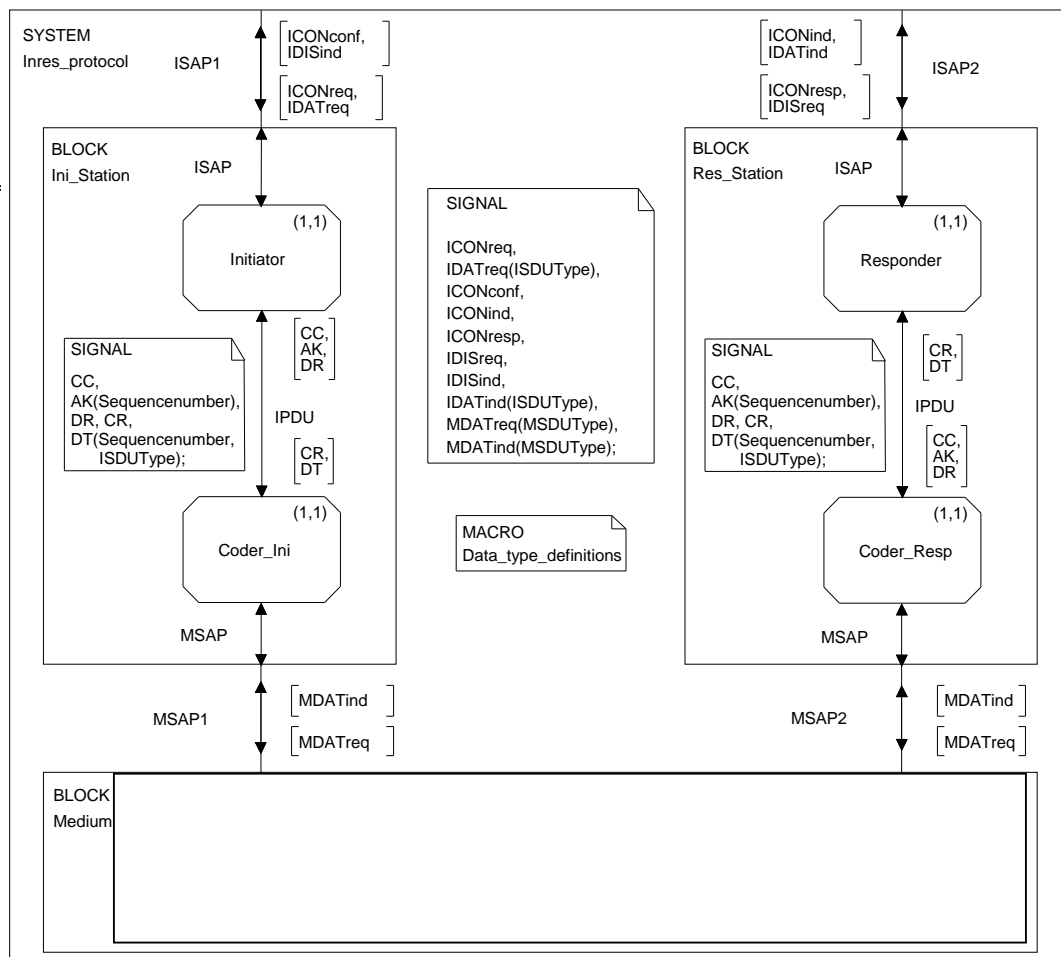 SYSTEM
Inres_protocol
ISAP1
ICONconf,
IDISind
ICONreq,
IDATreq
ICONind,
IDATind
ICONresp,
IDISreq
ISAP2
BLOCK
Ini_Station
ISAP
(1,1)
Initiator
CC,
AK,
DR
SIGNAL
CC,
AK(Sequencenumber),
DR, CR,
DT(Sequencenumber,
ISDUType);
IPDU
CR,
DT
(1,1)
Coder_Ini
MSAP
SIGNAL
ICONreq,
IDATreq(ISDUType),
ICONconf,
ICONind,
ICONresp,
IDISreq,
IDISind,
IDATind(ISDUType),
MDATreq(MSDUType),
MDATind(MSDUType);
MACRO
Data_type_definitions
BLOCK
Res_Station
ISAP
(1,1)
Responder
SIGNAL
CC,
AK(Sequencenumber),
DR, CR,
DT(Sequencenumber,
ISDUType);
CR,
DT
IPDU
CC,
AK,
DR
(1,1)
Coder_Resp
MSAP
MSAP1
MDATind
MDATreq
MSAP2
MDATind
MDATreq
BLOCK
Medium